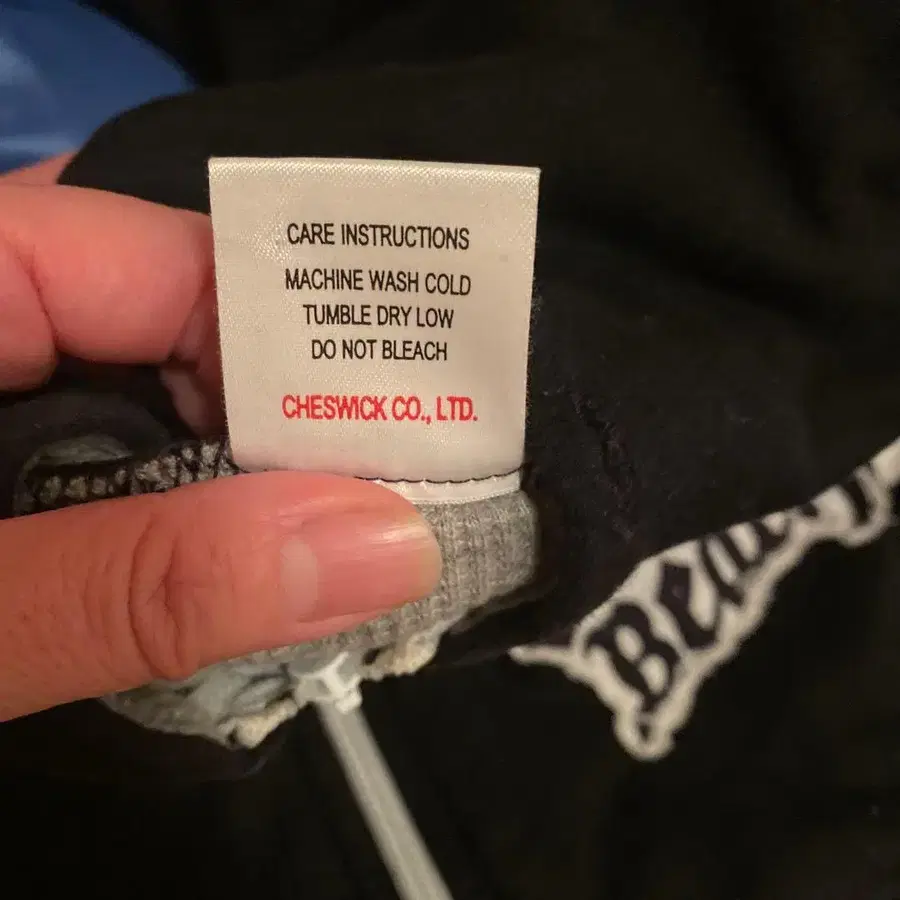 CARE INSTRUCTIONS
MACHINE WASH COLD
TUMBLE DRY LOW
DO NOT BLEACH
CHESWICK CO., LTD.